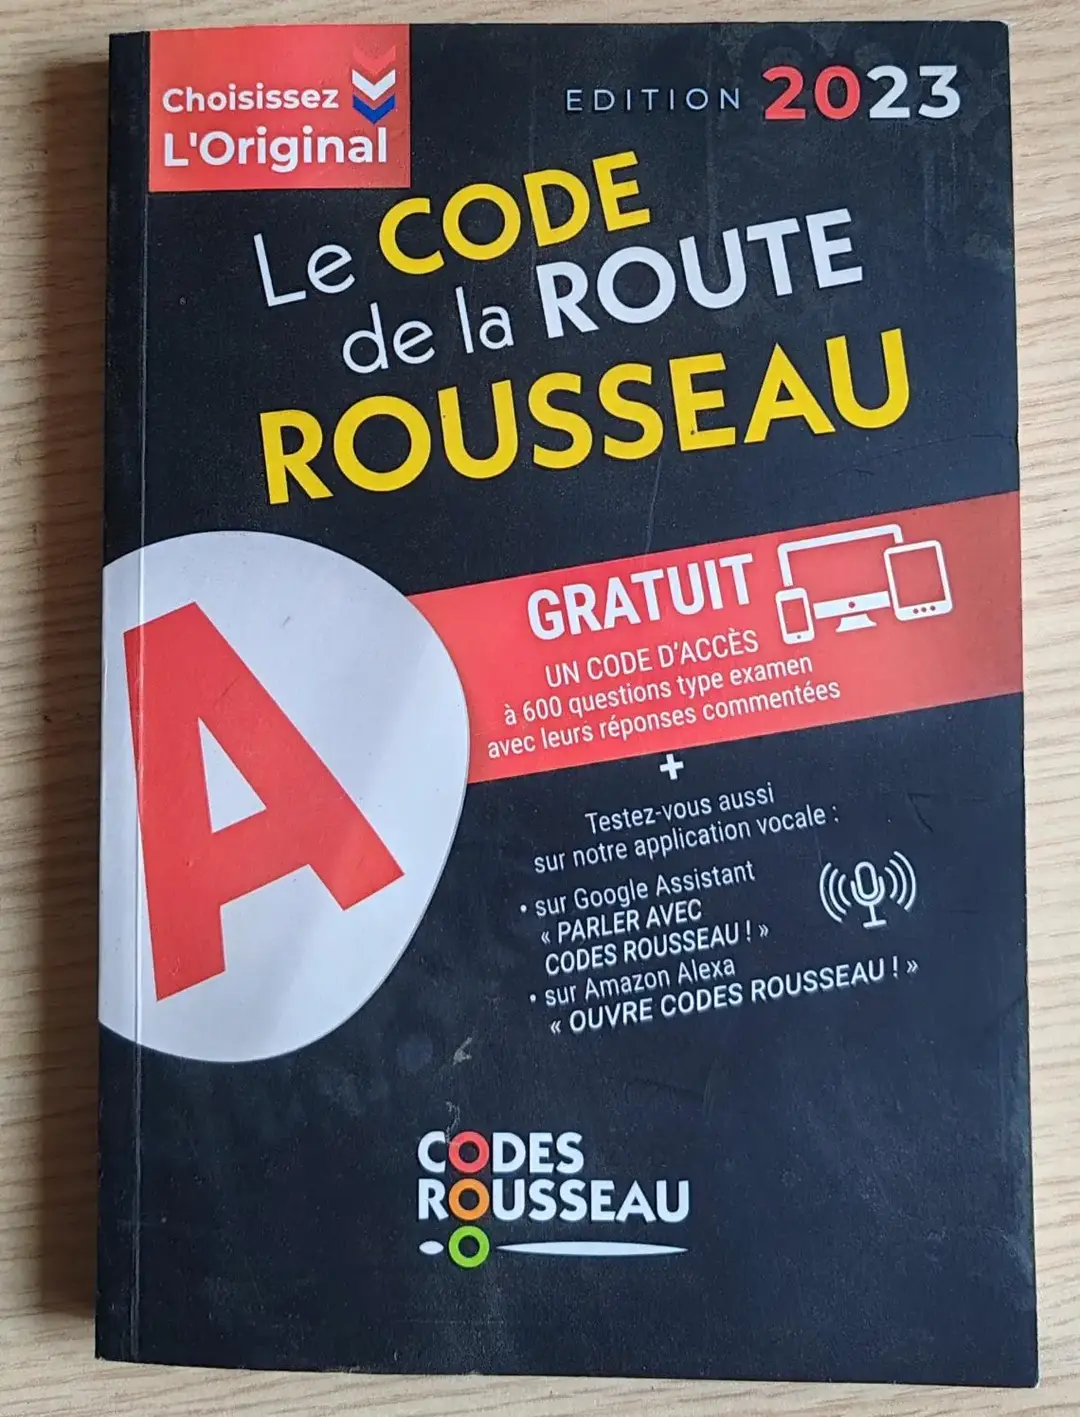 Choisissez
L'Original
EDITION 2023
Le CODE
de la ROUTE
ROUSSEAU
A
GRATUIT
UN CODE D'ACCÈS
à 600 questions type examen
avec leurs réponses commentées
+
Testez-vous aussi
sur notre application vocale :
• sur Google Assistant
« PARLER AVEC
CODES ROUSSEAU ! »
• sur Amazon Alexa
« OUVRE CODES ROUSSEAU ! »
CODES
ROUSSEAU